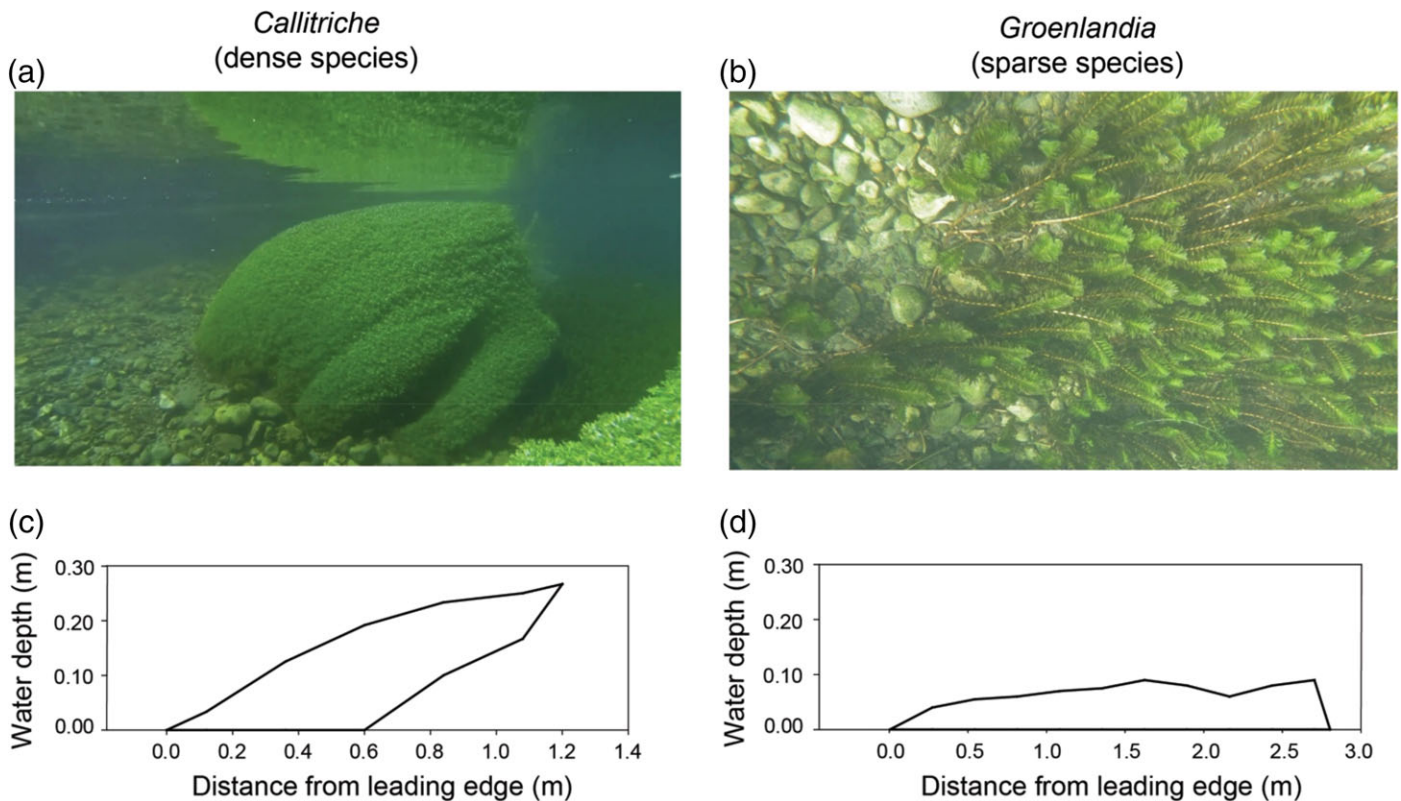 Callitriche
(dense species)
Groenlandia
(sparse species)
(a)
(b)
(c)
(d)
Water depth (m)
0.30
0.20
0.10
0.00
0.0 0.2 0.4 0.6 0.8 1.0 1.2 1.4
Distance from leading edge (m)
Water depth (m)
0.30
0.20
0.10
0.00
0.0 0.5 1.0 1.5 2.0 2.5 3.0
Distance from leading edge (m)